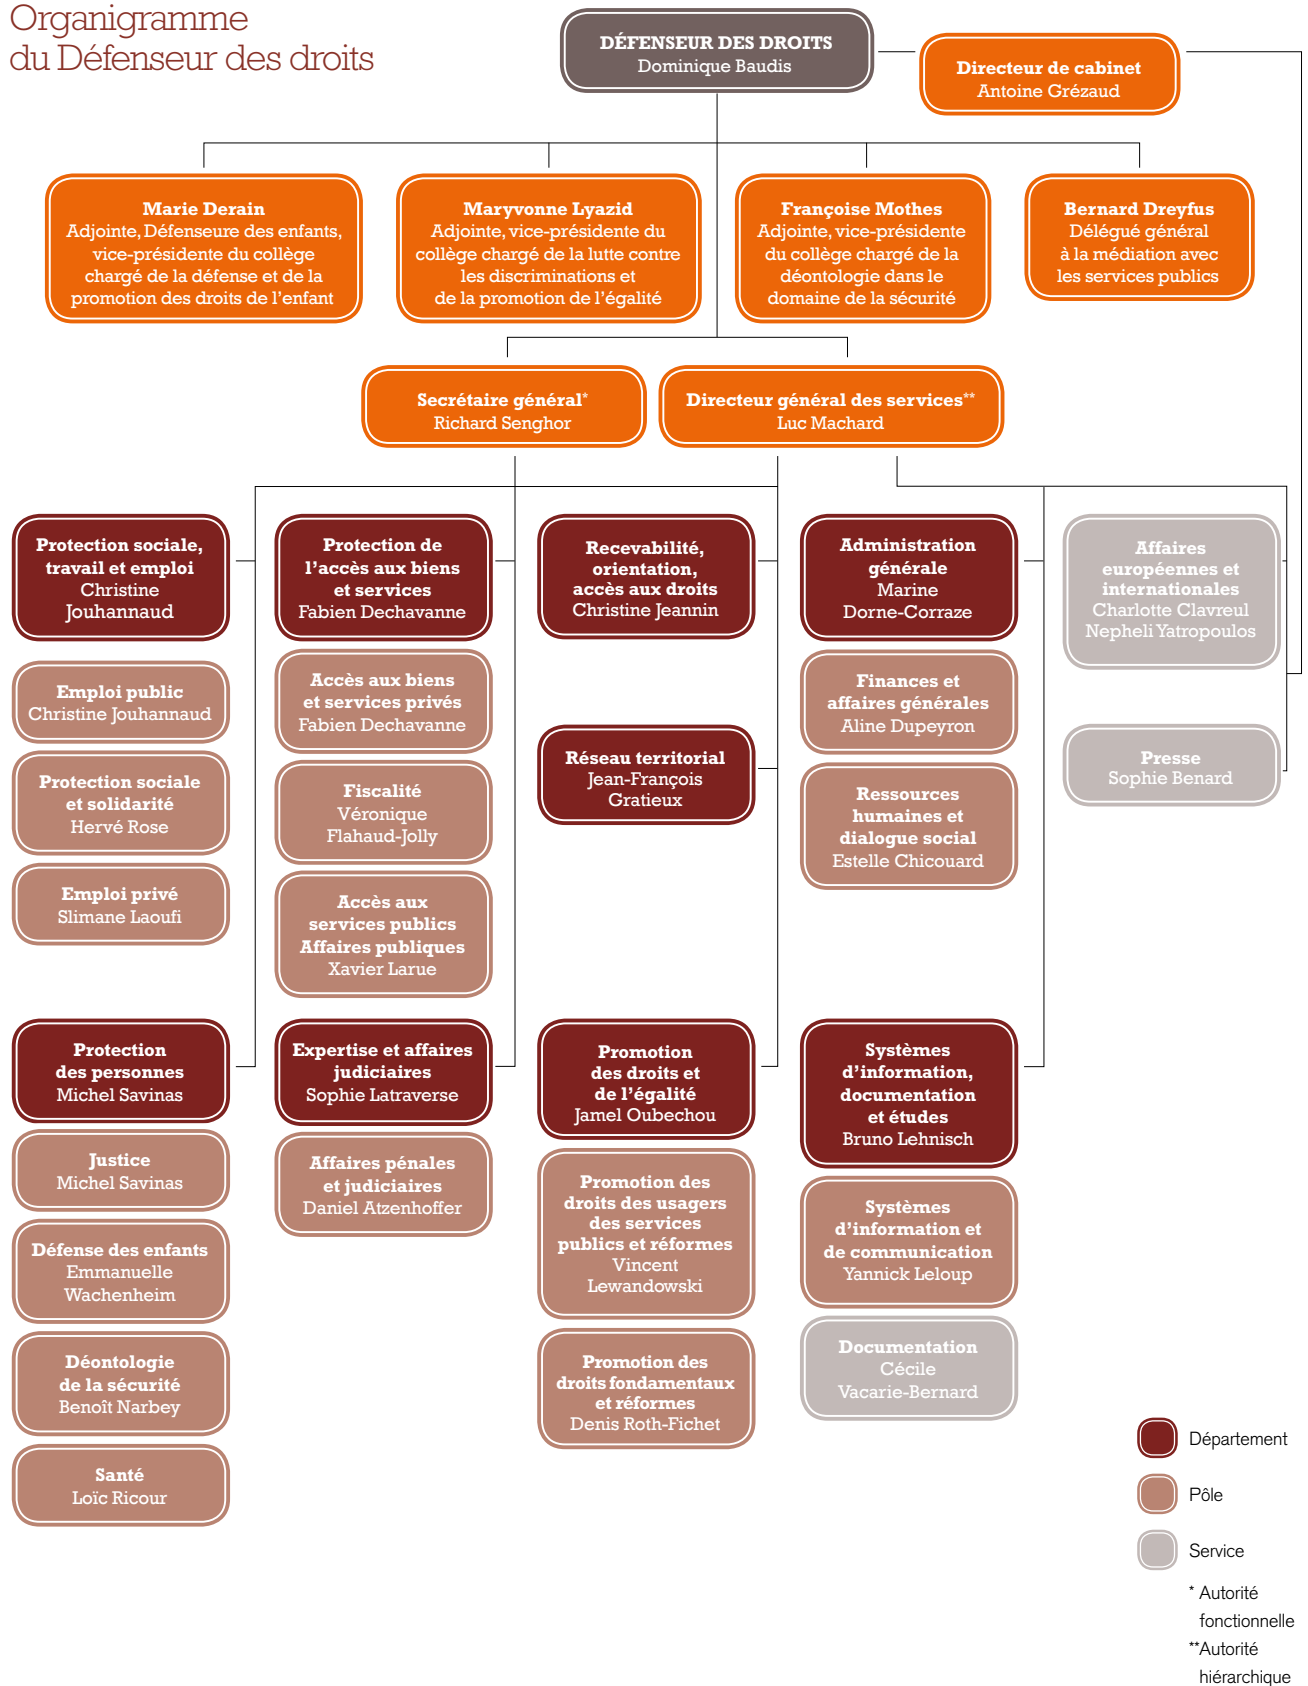 Organigramme
du Défenseur des droits
DÉFENSEUR DES DROITS
Dominique Baudis
Directeur de cabinet
Antoine Grézaud
Marie Derain
Adjointe, Défenseure des enfants,
vice-présidente du collège
chargé de la défense et de la
promotion des droits de l’enfant
Maryvonne Lyazid
Adjointe, vice-présidente du
collège chargé de la lutte contre
les discriminations et
de la promotion de l’égalité
Françoise Mothes
Adjointe, vice-présidente
du collège chargé de la
déontologie dans le
domaine de la sécurité
Bernard Dreyfus
Délégué général
à la médiation avec
les services publics
Secrétaire général*
Richard Senghor
Directeur général des services**
Luc Machard
Protection sociale,
travail et emploi
Christine
Jouhannaud
Emploi public
Christine Jouhannaud
Protection sociale
et solidarité
Hervé Rose
Emploi privé
Slimane Laoufi
Protection de
l’accès aux biens
et services
Fabien Dechavanne
Accès aux biens
et services privés
Fabien Dechavanne
Fiscalité
Véronique
Flahaud-Jolly
Accès aux
services publics
Affaires publiques
Xavier Larue
Recevabilité,
orientation,
accès aux droits
Christine Jeannin
Réseau territorial
Jean-François
Gratieux
Administration
générale
Marine
Dorne-Corraze
Finances et
affaires générales
Aline Dupeyron
Ressources
humaines et
dialogue social
Estelle Chicouard
Affaires
européennes et
internationales
Charlotte Clavreul
Nepheli Yatropoulos
Presse
Sophie Benard
Protection
des personnes
Michel Savinas
Justice
Michel Savinas
Défense des enfants
Emmanuelle
Wachenheim
Déontologie
de la sécurité
Benoît Narbey
Santé
Loïc Ricour
Expertise et affaires
judiciaires
Sophie Latraverse
Affaires pénales
et judiciaires
Daniel Atzenhoffer
Promotion
des droits et
de l’égalité
Jamel Oubechou
Promotion des
droits des usagers
des services
publics et réformes
Vincent
Lewandowski
Promotion des
droits fondamentaux
et réformes
Denis Roth-Fichet
Systèmes
d’information,
documentation
et études
Bruno Lehnisch
Systèmes
d’information et
de communication
Yannick Leloup
Documentation
Cécile
Vacarie-Bernard
Département
Pôle
Service
* Autorité
fonctionnelle
**Autorité
hiérarchique